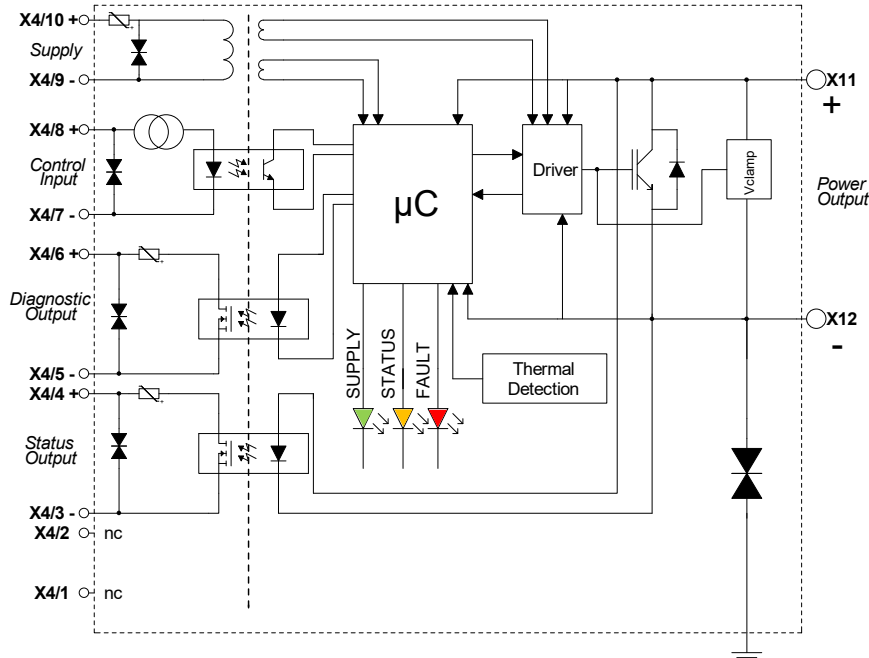 X4/10 +
Supply
X4/9 -
X4/8 +
Control
Input
X4/7 -
X4/6 +
Diagnostic
Output
X4/5 -
X4/4 +
Status
Output
X4/3 -
X4/2
nc
X4/1
nc
µC
Driver
Vclamp
X11
+
Power
Output
X12
-
SUPPLY
STATUS
FAULT
Thermal
Detection